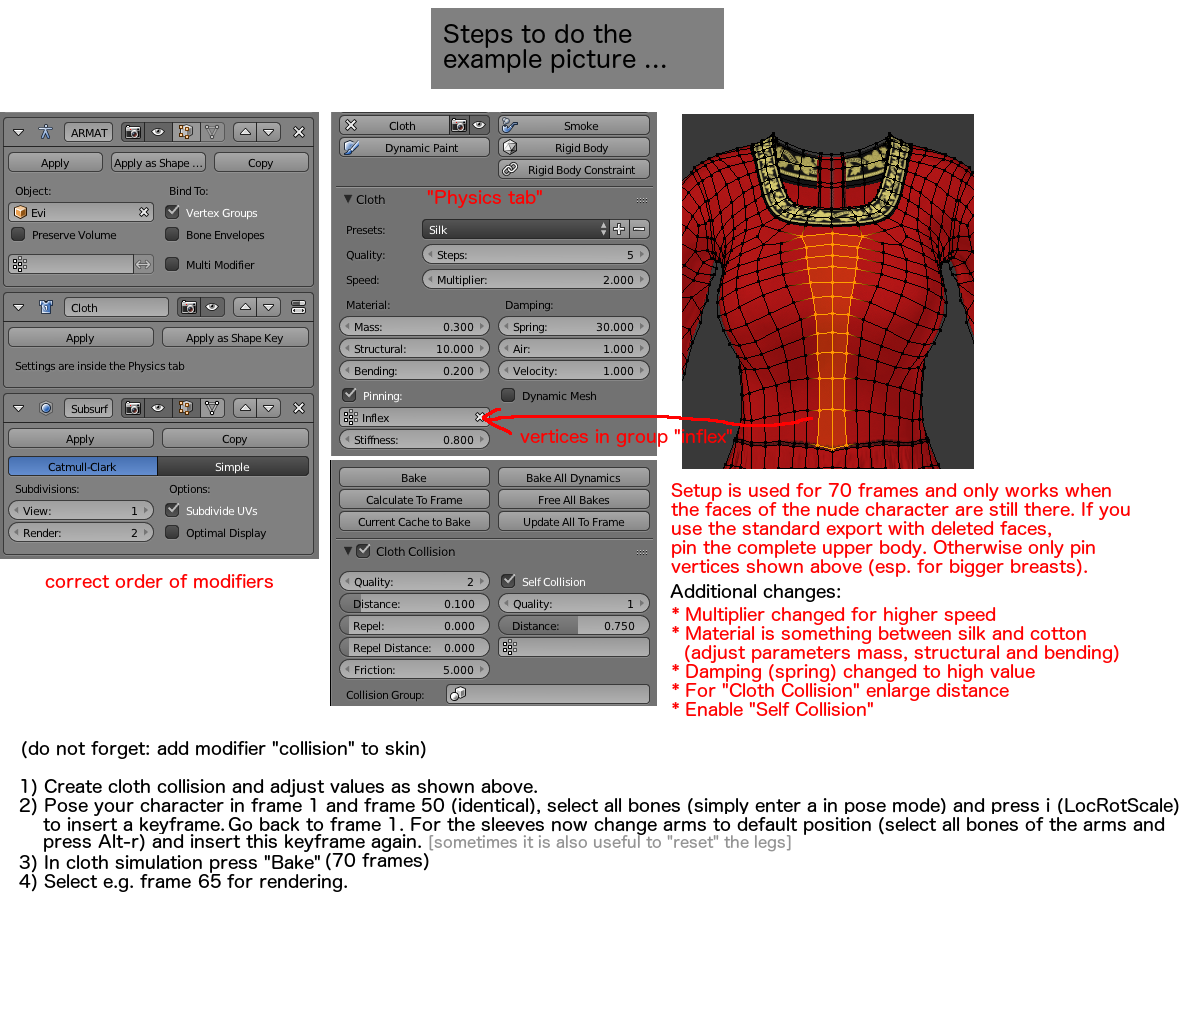 Steps to do the
example picture ...
ARMAT
Apply
Apply as Shape ...
Copy
Object:
Bind To:
Evi
Vertex Groups
Preserve Volume
Bone Envelopes
Multi Modifier
Cloth
Apply
Apply as Shape Key
Settings are inside the Physics tab
Subsurf
Apply
Copy
Catmull-Clark
Simple
Subdivisions:
Options:
View: 1
Subdivide UVs
Render: 2
Optimal Display
correct order of modifiers
Cloth
Smoke
Dynamic Paint
Rigid Body
Rigid Body Constraint
Cloth
"Physics tab"
Presets: Silk
Quality: Steps: 5
Speed: Multiplier: 2.000
Material:
Damping:
Mass: 0.300
Spring: 30.000
Structural: 10.000
Air: 1.000
Bending: 0.200
Velocity: 1.000
Pinning:
Dynamic Mesh
Inflex
Stiffness: 0.800
vertices in group "inflex"
Bake
Bake All Dynamics
Calculate To Frame
Free All Bakes
Current Cache to Bake
Update All To Frame
Cloth Collision
Quality: 2
Self Collision
Distance: 0.100
Quality: 1
Repel: 0.000
Distance: 0.750
Repel Distance: 0.000
Friction: 5.000
Collision Group:
Setup is used for 70 frames and only works when
the faces of the nude character are still there. If you
use the standard export with deleted faces,
pin the complete upper body. Otherwise only pin
vertices shown above (esp. for bigger breasts).
Additional changes:
* Multiplier changed for higher speed
* Material is something between silk and cotton
(adjust parameters mass, structural and bending)
* Damping (spring) changed to high value
* For "Cloth Collision" enlarge distance
* Enable "Self Collision"
(do not forget: add modifier "collision" to skin)
1) Create cloth collision and adjust values as shown above.
2) Pose your character in frame 1 and frame 50 (identical), select all bones (simply enter a in pose mode) and press i (LocRotScale)
to insert a keyframe. Go back to frame 1. For the sleeves now change arms to default position (select all bones of the arms and
press Alt-r) and insert this keyframe again. [sometimes it is also useful to "reset" the legs]
3) In cloth simulation press "Bake" (70 frames)
4) Select e.g. frame 65 for rendering.